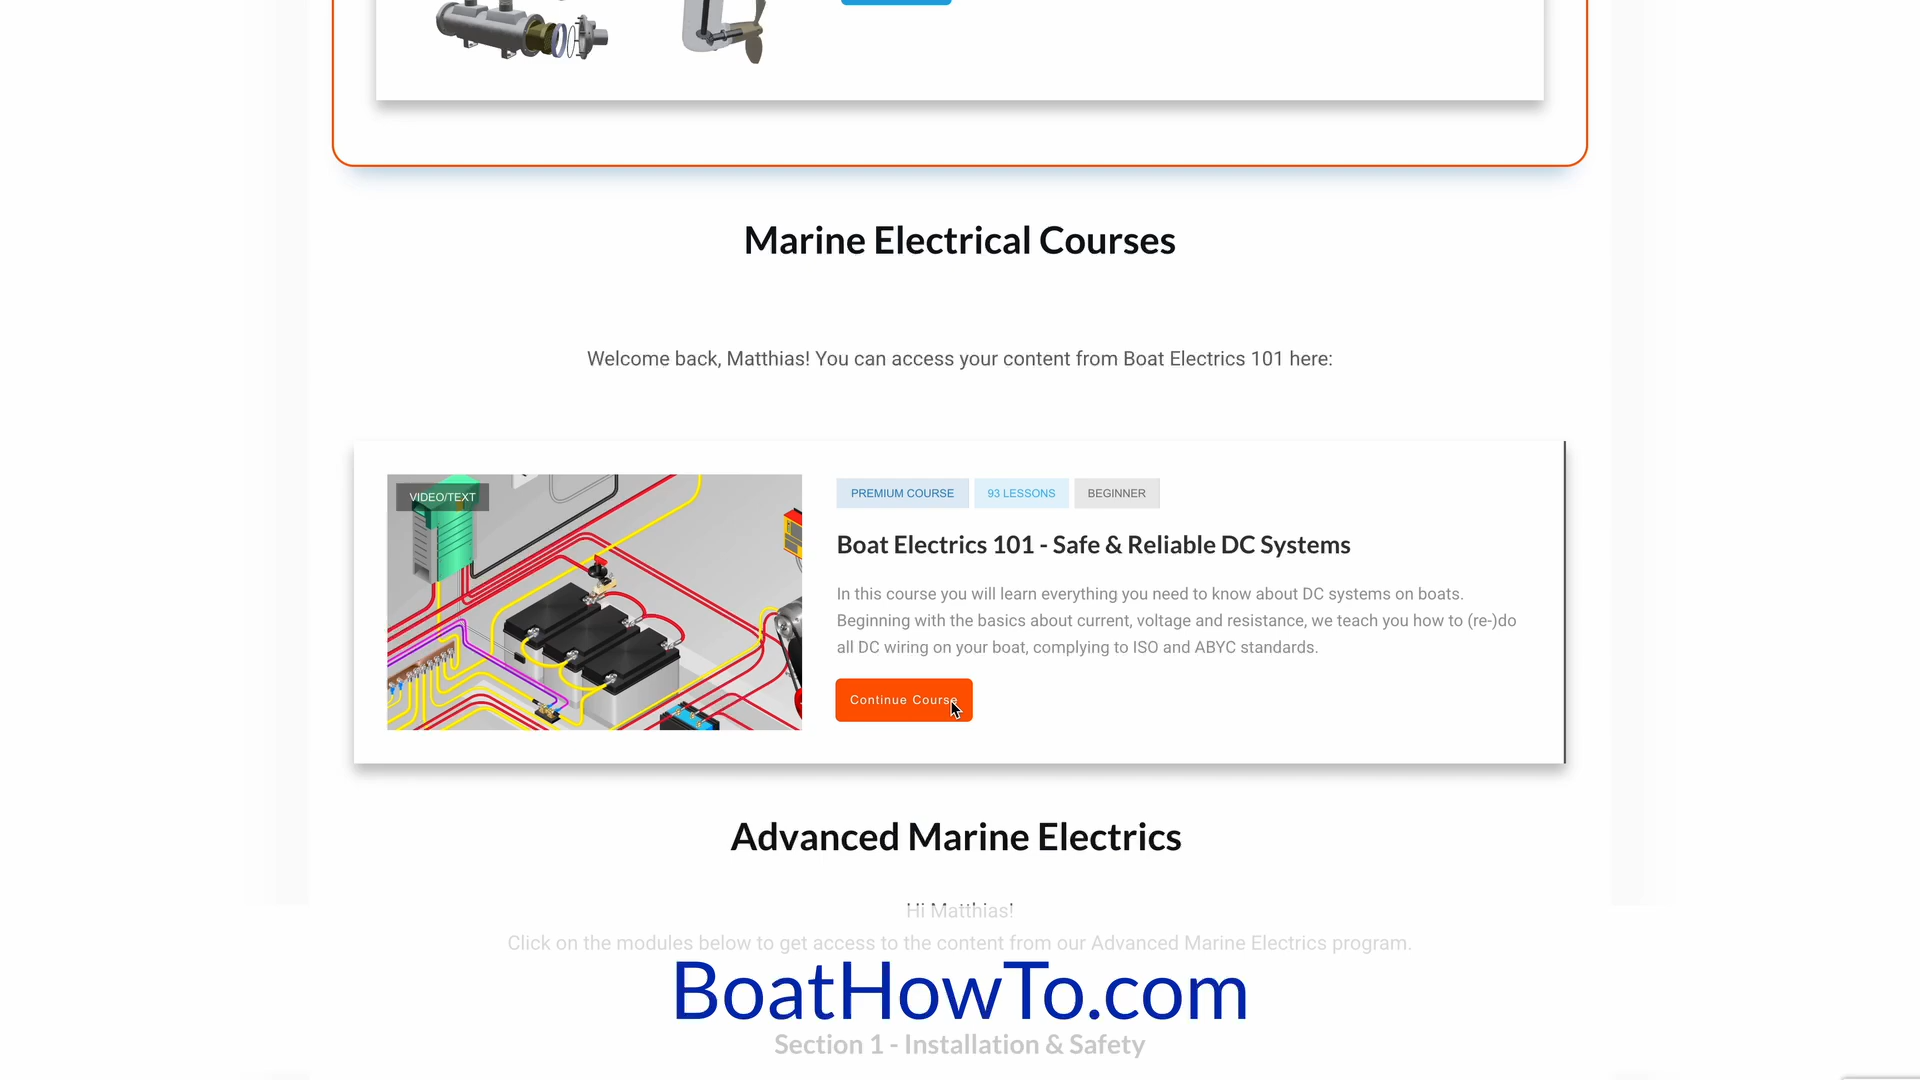 Marine Electrical Courses
Welcome back, Matthias! You can access your content from Boat Electrics 101 here:
VIDEO/TEXT
PREMIUM COURSE
93 LESSONS
BEGINNER
Boat Electrics 101 - Safe & Reliable DC Systems
In this course you will learn everything you need to know about DC systems on boats.
Beginning with the basics about current, voltage and resistance, we teach you how to (re-)do
all DC wiring on your boat, complying to ISO and ABYC standards.
Continue Course
Advanced Marine Electrics
Hi Matthias!
Click on the modules below to get access to the content from our Advanced Marine Electrics program.
BoatHowTo.com
Section 1 - Installation & Safety